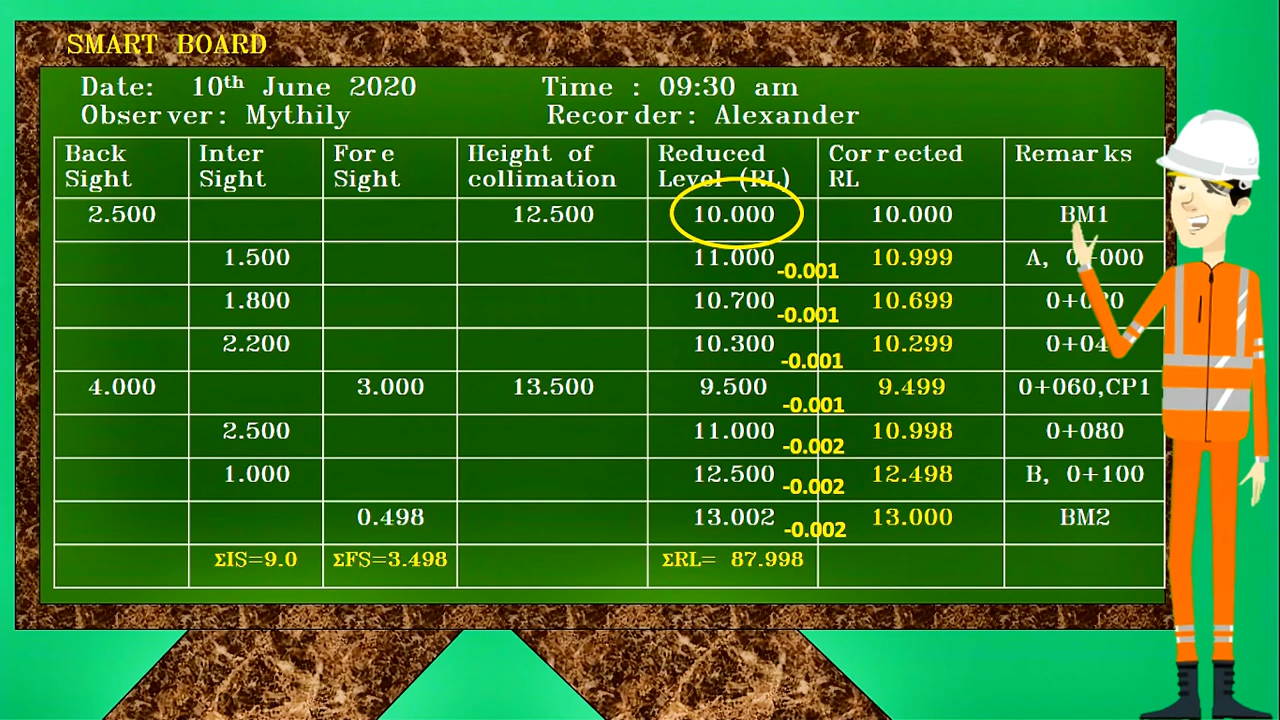 SMART BOARD
Date: 10th June 2020 Time : 09:30 am
Observer: Mythily Recorder: Alexander
Back Sight Inter Sight Fore Sight Height of collimation Reduced Level (RL) Corrected RL Remarks
2.500 12.500 10.000 10.000 BM1
1.500 11.000 -0.001 10.999 A, 0+000
1.800 10.700 -0.001 10.699 0+020
2.200 10.300 -0.001 10.299 0+04
4.000 3.000 13.500 9.500 -0.001 9.499 0+060,CP1
2.500 11.000 -0.002 10.998 0+080
1.000 12.500 -0.002 12.498 B, 0+100
0.498 13.002 -0.002 13.000 BM2
ΣIS=9.0 ΣFS=3.498 ΣRL= 87.998